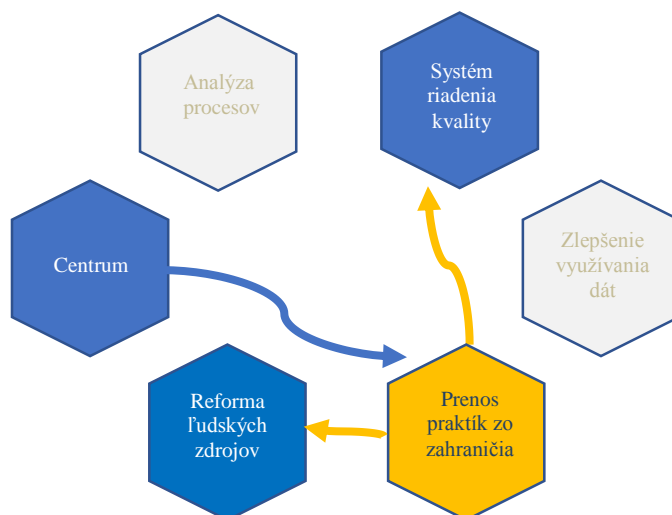 Analýza
procesov
Systém
riadenia
kvality
Centrum
Zlepšenie
využívania
dát
Reforma
ľudských
zdrojov
Prenos
praktík zo
zahraničia